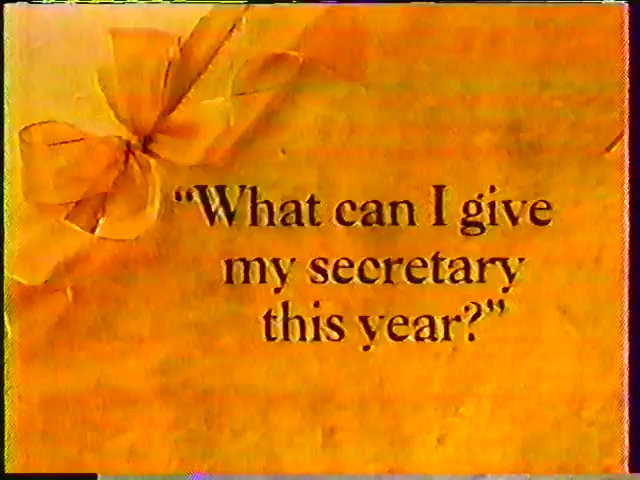 “What can I give
my secretary
this year?”